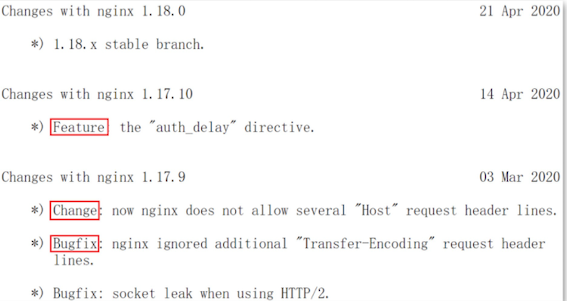 Changes with nginx 1.18.0 21 Apr 2020
*) 1.18.x stable branch.
Changes with nginx 1.17.10 14 Apr 2020
*) Feature: the "auth_delay" directive.
Changes with nginx 1.17.9 03 Mar 2020
*) Change: now nginx does not allow several "Host" request header lines.
*) Bugfix: nginx ignored additional "Transfer-Encoding" request header
lines.
*) Bugfix: socket leak when using HTTP/2.